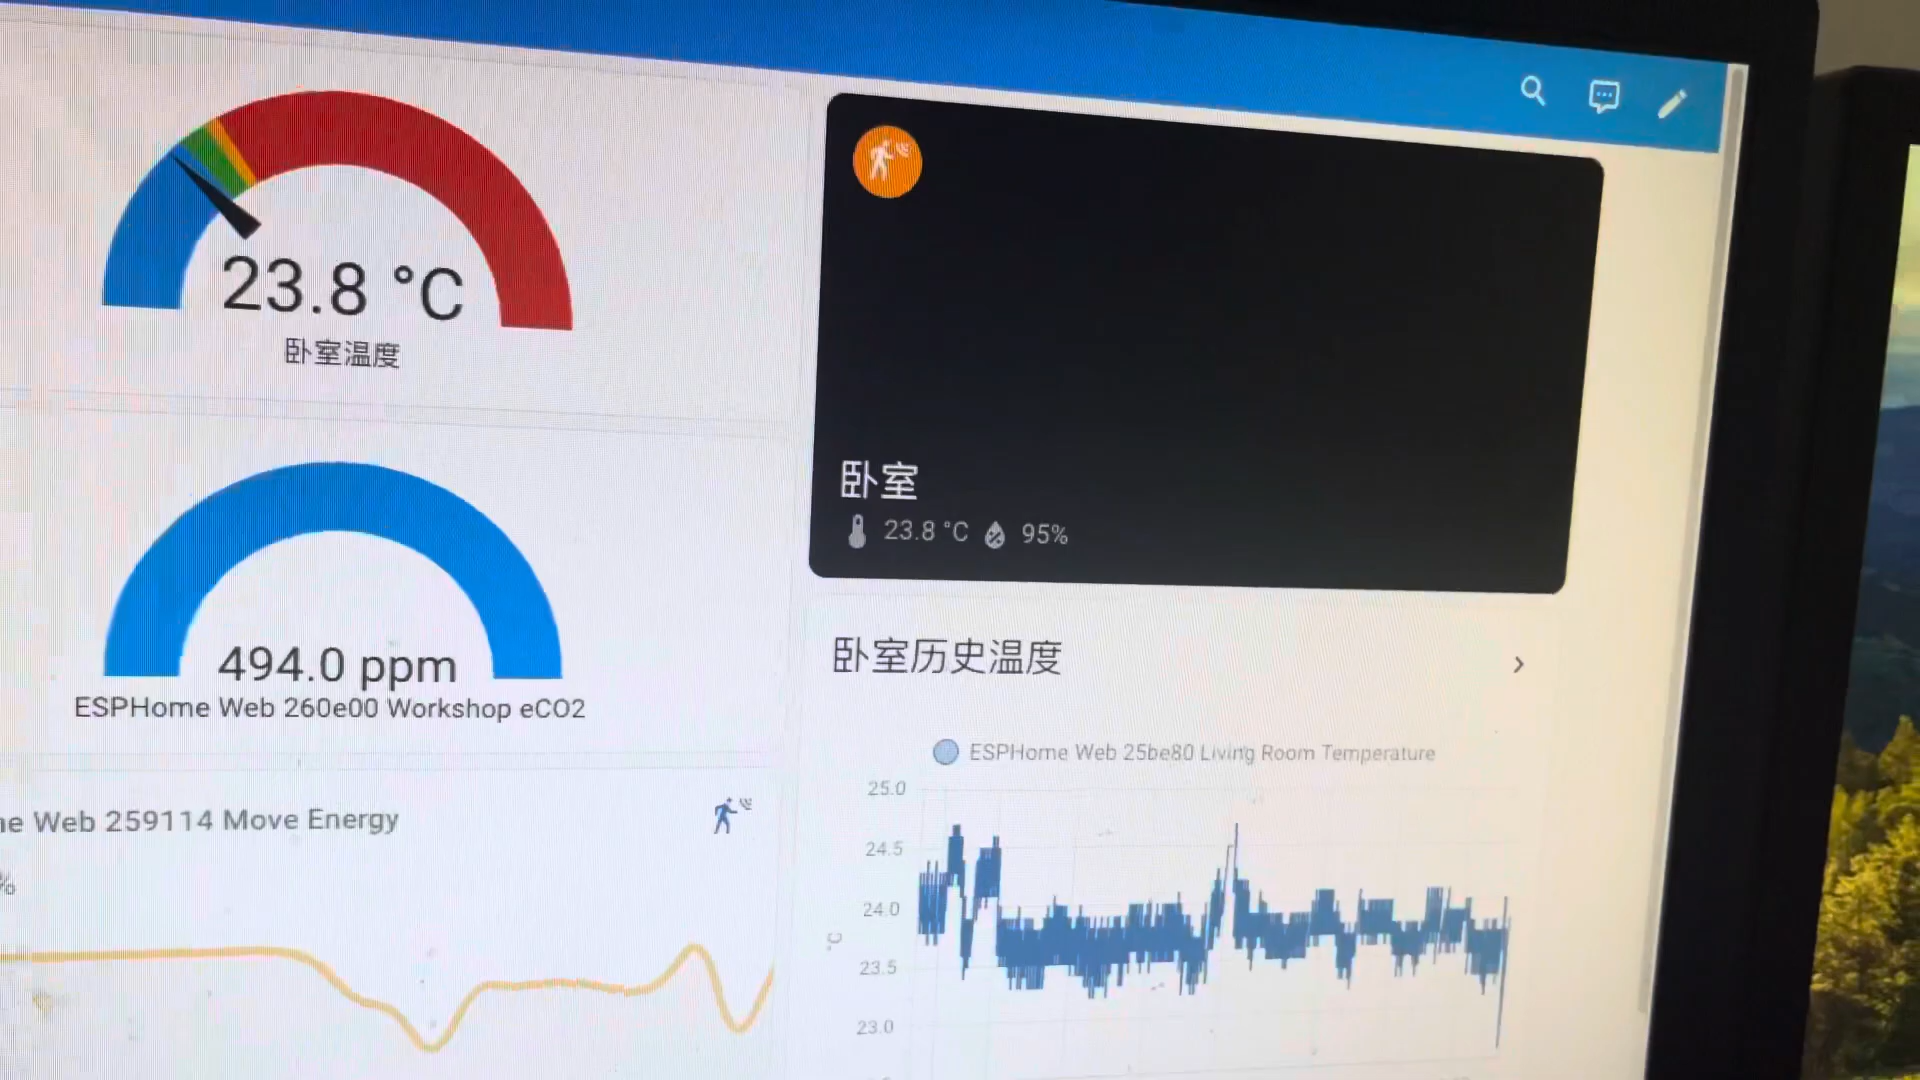 23.8 °C
卧室温度
494.0 ppm
ESPHome Web 260e00 Workshop eCO2
Web 259114 Move Energy
%
卧室
23.8 °C 95%
卧室历史温度
ESPHome Web 25be80 Living Room Temperature
25.0
24.5
24.0
°C
23.5
23.0